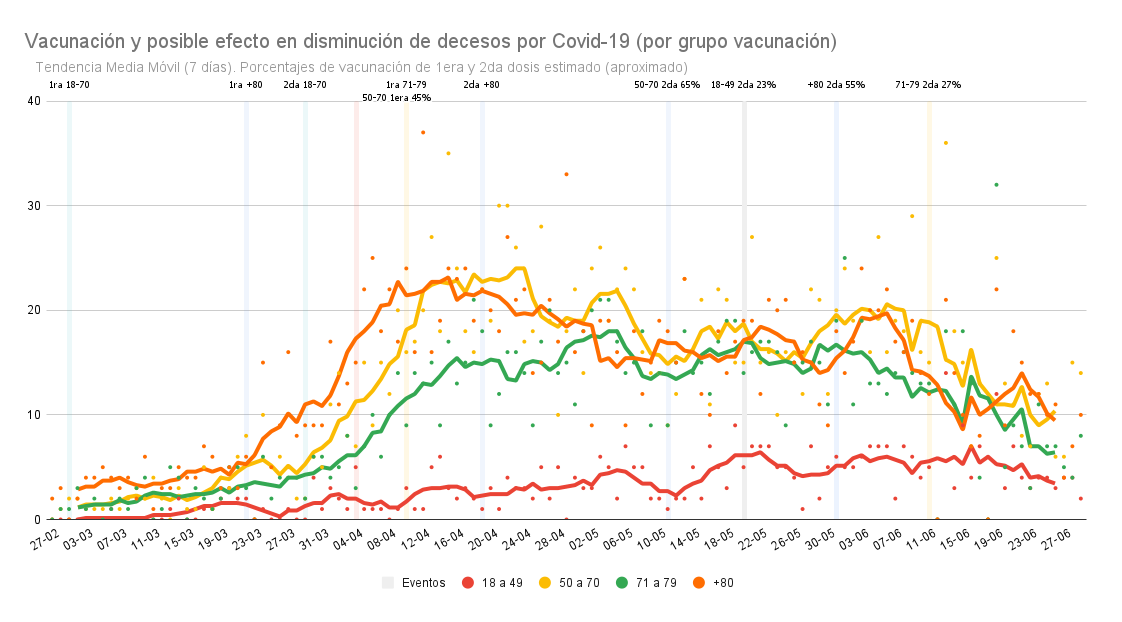 Vacunación y posible efecto en disminución de decesos por Covid-19 (por grupo vacunación)
Tendencia Media Móvil (7 días). Porcentajes de vacunación de 1era y 2da dosis estimado (aproximado)
1ra 18-70 1ra +80 2da 18-70 1ra 71-79 2da +80 50-70 2da 65% 18-49 2da 23% +80 2da 55% 71-79 2da 27%
50-70 1era 45%
40
30
20
10
0
27-02 03-03 07-03 11-03 15-03 19-03 23-03 27-03 31-03 04-04 08-04 12-04 16-04 20-04 24-04 28-04 02-05 06-05 10-05 14-05 18-05 22-05 26-05 30-05 03-06 07-06 11-06 15-06 19-06 23-06 27-06
Eventos 18 a 49 50 a 70 71 a 79 +80